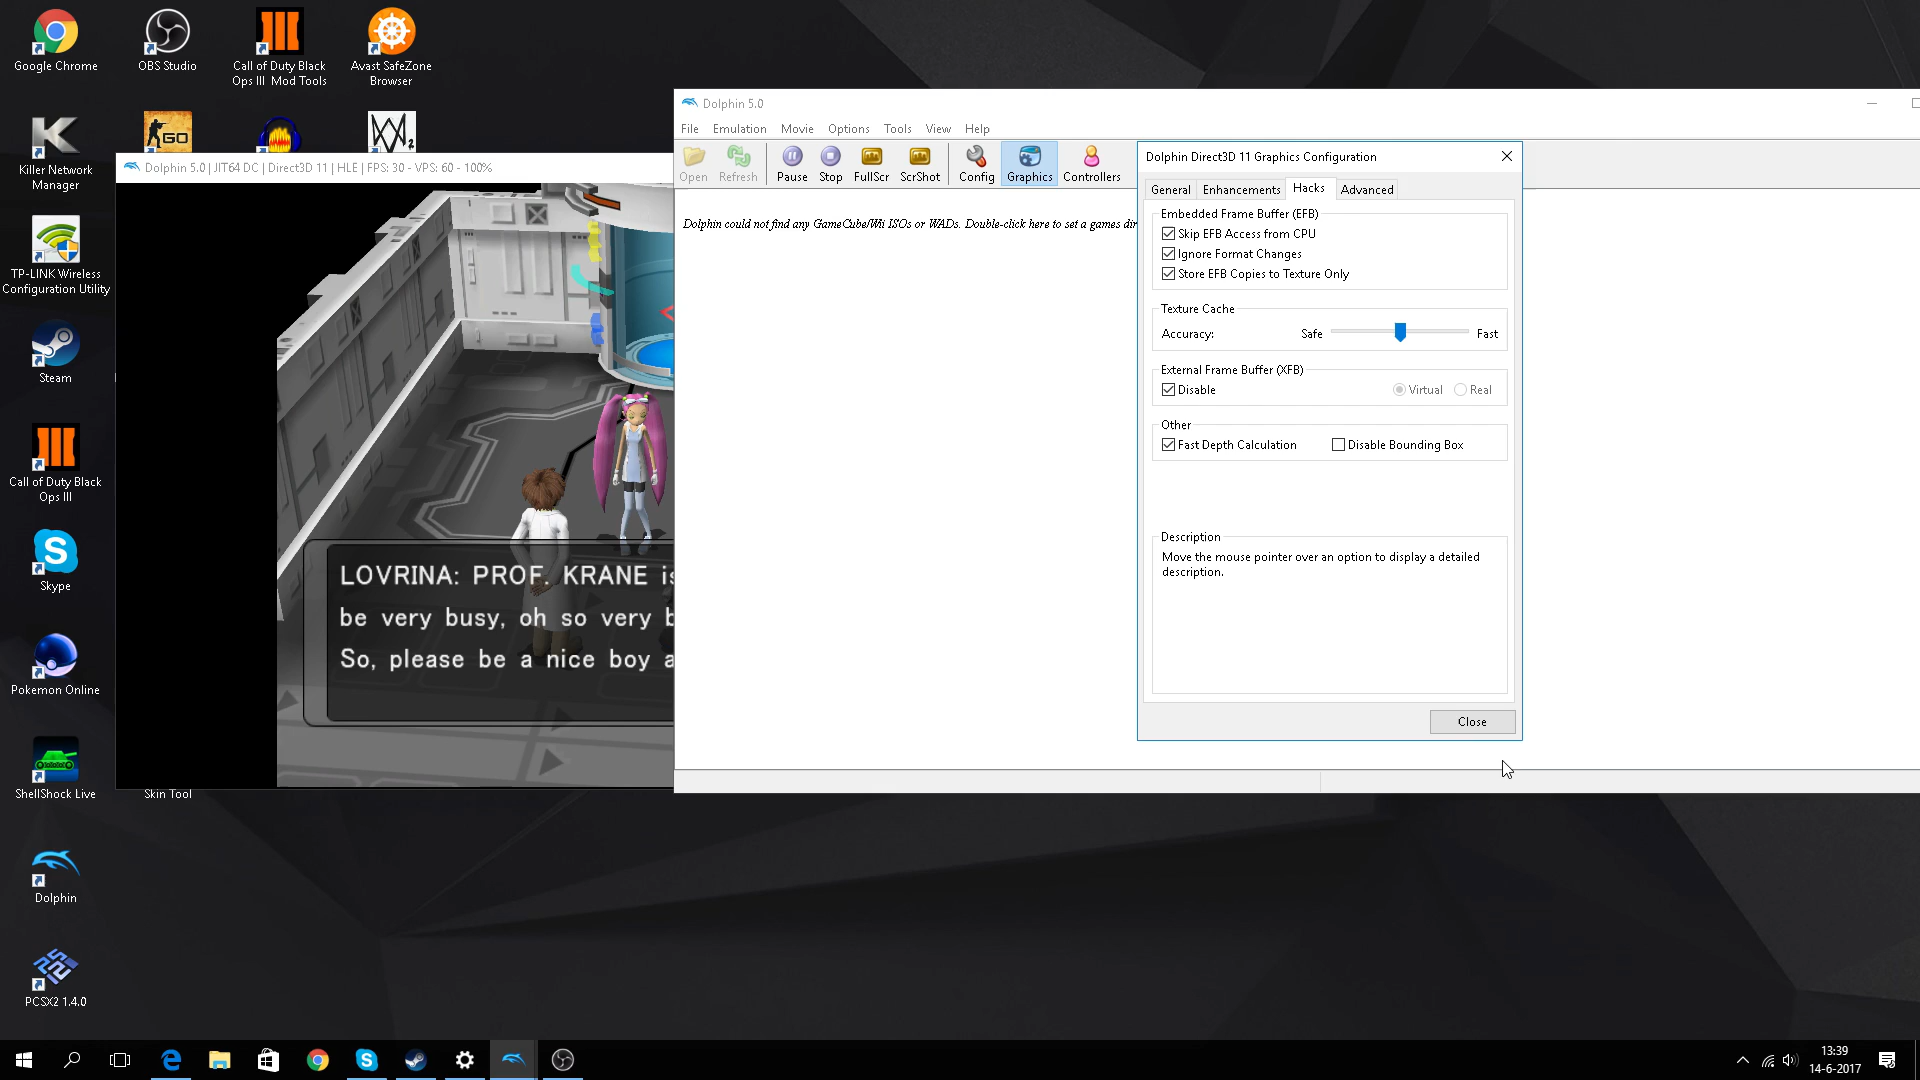 Google Chrome
OBS Studio
Call of Duty Black
Ops III Mod Tools
Avast SafeZone
Browser
Killer Network
Manager
GO
2
TP-LINK Wireless
Configuration Utility
Steam
Call of Duty Black
Ops III
Skype
Pokemon Online
ShellShock Live
Skin Tool
Dolphin
PCSX2 1.4.0
Dolphin 5.0 | JIT64 DC | Direct3D 11 | HLE | FPS: 30 - VPS: 60 - 100%
LOVRINA: PROF. KRANE is
be very busy, oh so very b
So, please be a nice boy a
Dolphin 5.0
File Emulation Movie Options Tools View Help
Open Refresh Pause Stop FullScr ScrShot Config Graphics Controllers
Dolphin could not find any GameCube/Wii ISOs or WADs. Double-click here to set a games dir
Dolphin Direct3D 11 Graphics Configuration
General Enhancements Hacks Advanced
Embedded Frame Buffer (EFB)
Skip EFB Access from CPU
Ignore Format Changes
Store EFB Copies to Texture Only
Texture Cache
Accuracy: Safe Fast
External Frame Buffer (XFB)
Disable Virtual Real
Other
Fast Depth Calculation Disable Bounding Box
Description
Move the mouse pointer over an option to display a detailed
description.
Close
13:39
14-6-2017